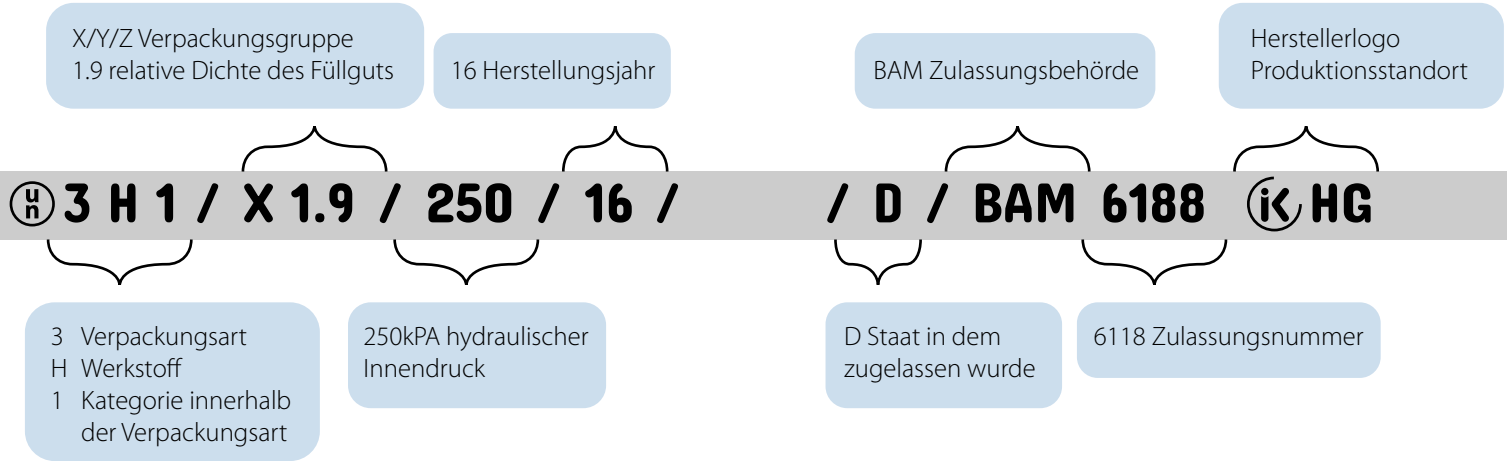 X/Y/Z Verpackungsgruppe
1.9 relative Dichte des Füllguts
16 Herstellungsjahr
BAM Zulassungsbehörde
Herstellerlogo
Produktionsstandort
un 3 H 1 / X 1.9 / 250 / 16 / / D / BAM 6188 iK HG
3 Verpackungsart
H Werkstoff
1 Kategorie innerhalb
der Verpackungsart
250kPA hydraulischer
Innendruck
D Staat in dem
zugelassen wurde
6118 Zulassungsnummer